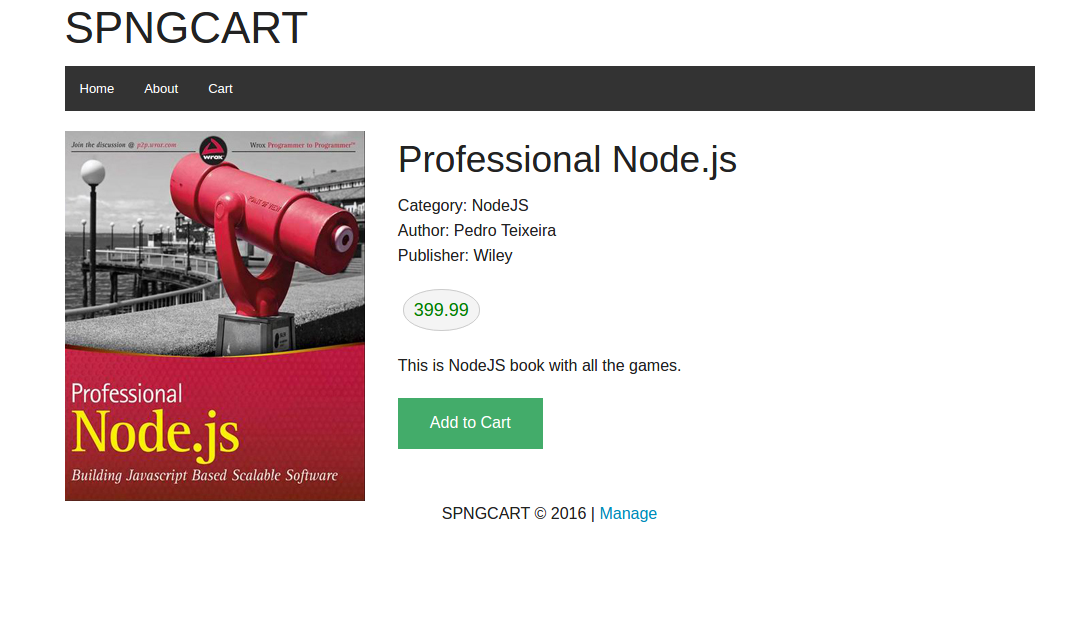 SPNGCART
Home About Cart
Join the discussion @ p2p.wrox.com
wrox
Wrox Programmer to Programmer™
Professional
Node.js
Building Javascript Based Scalable Software
Professional Node.js
Category: NodeJS
Author: Pedro Teixeira
Publisher: Wiley
399.99
This is NodeJS book with all the games.
Add to Cart
SPNGCART © 2016 | Manage